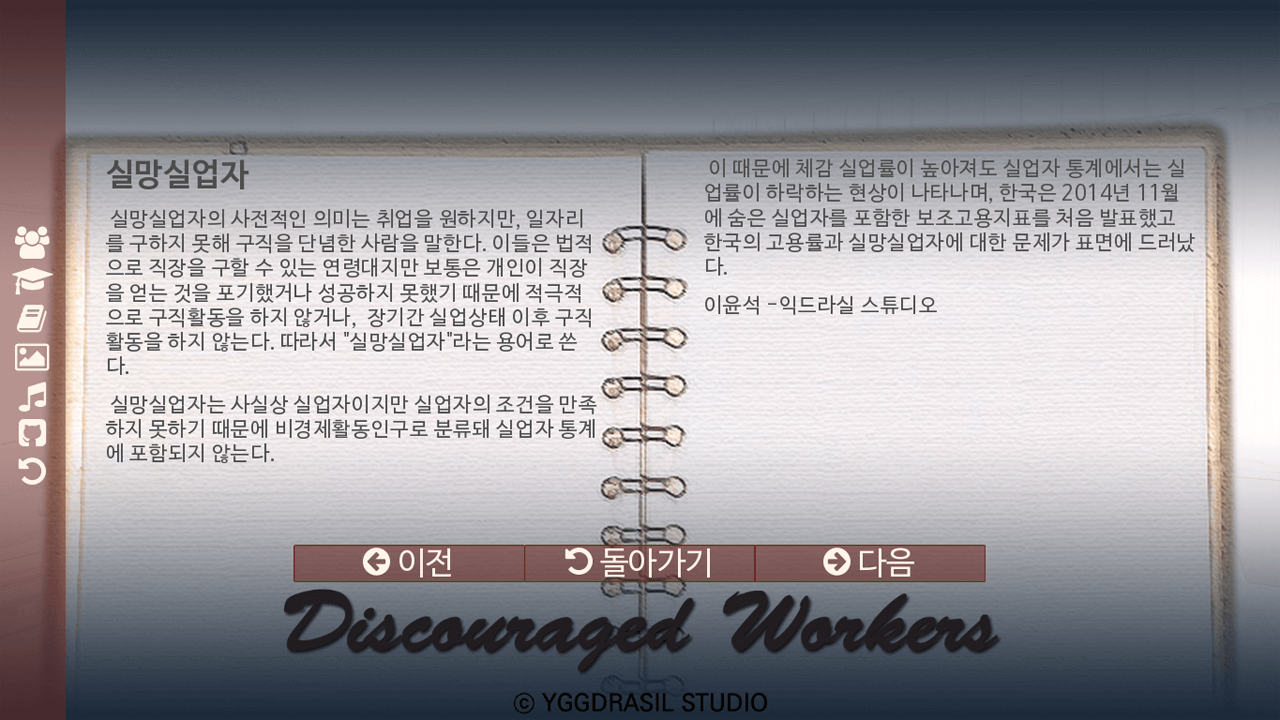 실망실업자
실망실업자의 사전적인 의미는 취업을 원하지만, 일자리
를 구하지 못해 구직을 단념한 사람을 말한다. 이들은 법적
으로 직장을 구할 수 있는 연령대지만 보통은 개인이 직장
을 얻는 것을 포기했거나 성공하지 못했기 때문에 적극적
으로 구직활동을 하지 않거나, 장기간 실업상태 이후 구직
활동을 하지 않는다. 따라서 "실망실업자"라는 용어로 쓴
다.
실망실업자는 사실상 실업자이지만 실업자의 조건을 만족
하지 못하기 때문에 비경제활동인구로 분류돼 실업자 통계
에 포함되지 않는다.
이 때문에 체감 실업률이 높아져도 실업자 통계에서는 실
업률이 하락하는 현상이 나타나며, 한국은 2014년 11월
에 숨은 실업자를 포함한 보조고용지표를 처음 발표했고
한국의 고용률과 실망실업자에 대한 문제가 표면에 드러났
다.
이윤석 -익드라실 스튜디오
이전 돌아가기 다음
Discouraged Workers
© YGGDRASIL STUDIO